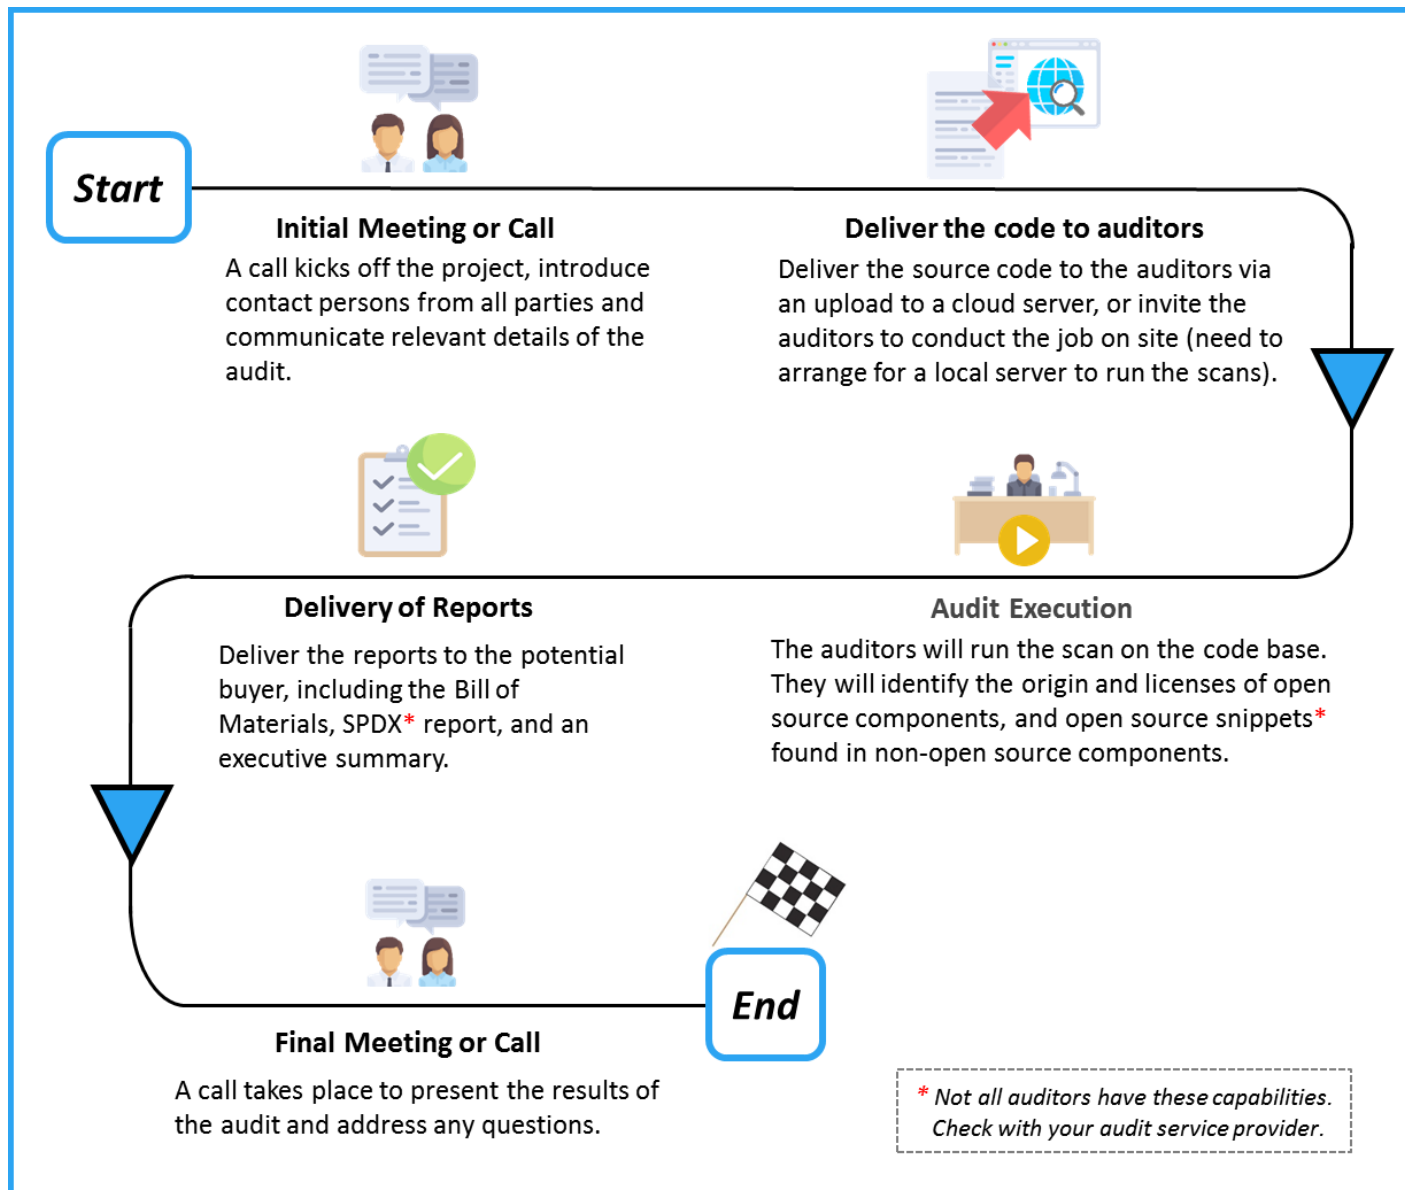 Start
Initial Meeting or Call
A call kicks off the project, introduce
contact persons from all parties and
communicate relevant details of the
audit.
Deliver the code to auditors
Deliver the source code to the auditors via
an upload to a cloud server, or invite the
auditors to conduct the job on site (need to
arrange for a local server to run the scans).
Audit Execution
The auditors will run the scan on the code base.
They will identify the origin and licenses of open
source components, and open source snippets*
found in non-open source components.
Delivery of Reports
Deliver the reports to the potential
buyer, including the Bill of
Materials, SPDX* report, and an
executive summary.
Final Meeting or Call
A call takes place to present the results of
the audit and address any questions.
End
* Not all auditors have these capabilities.
Check with your audit service provider.